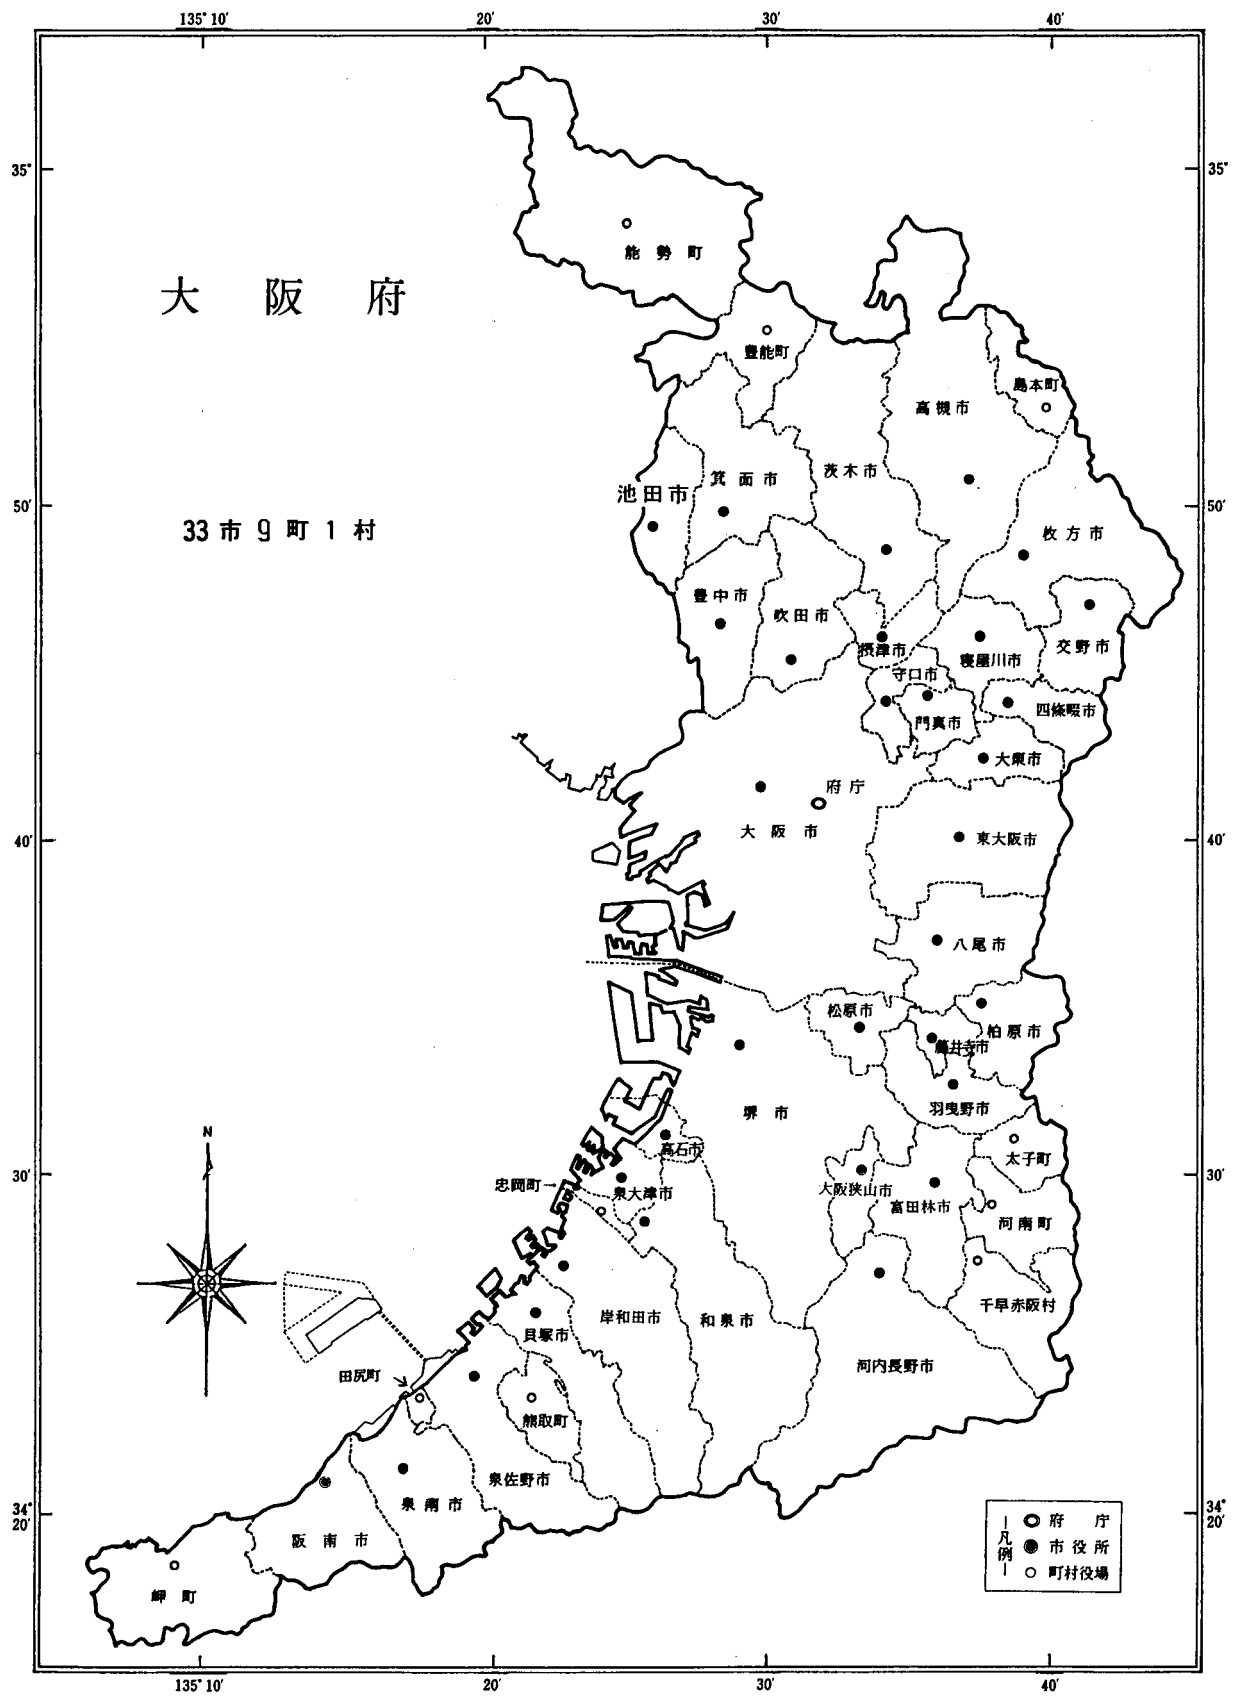 135° 10′ 20′ 30′ 40′
35°
35°
能勢町
大阪府
豊能町
島本町
高槻市
茨木市
箕面市
池田市
50′
50′
33市9町1村
枚方市
豊中市
吹田市
摂津市
寝屋川市
交野市
守口市
門真市
四條畷市
大東市
府庁
大阪市
40′
40′
東大阪市
八尾市
松原市
柏原市
藤井寺市
堺市
羽曳野市
N
高石市
太子町
30′
30′
忠岡町→
泉大津市
大阪狭山市
富田林市
河南町
岸和田市
和泉市
千早赤阪村
貝塚市
河内長野市
田尻町
熊取町
泉佐野市
泉南市
阪南市
岬町
34°
20′
34°
20′
凡例
府庁
市役所
町村役場
135° 10′ 20′ 30′ 40′